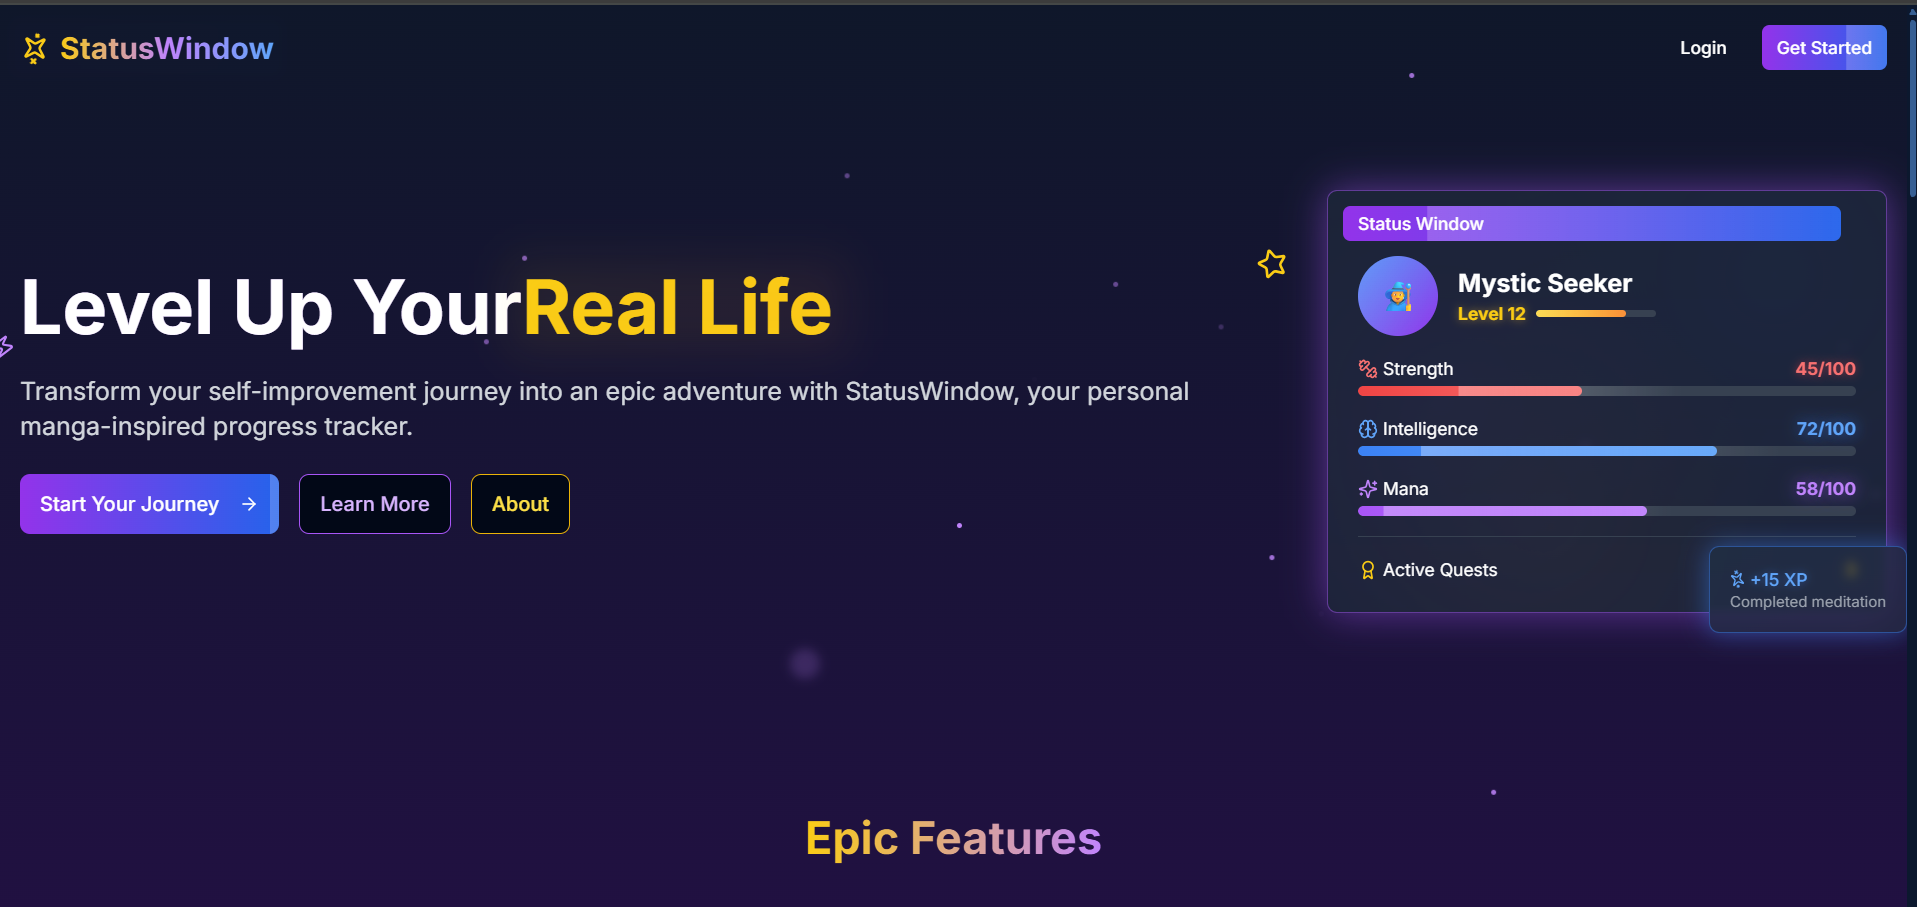 StatusWindow
Login
Get Started
Level Up YourReal Life
Transform your self-improvement journey into an epic adventure with StatusWindow, your personal
manga-inspired progress tracker.
Start Your Journey →
Learn More
About
Status Window
Mystic Seeker
Level 12
Strength 45/100
Intelligence 72/100
Mana 58/100
Active Quests
+15 XP
Completed meditation
Epic Features